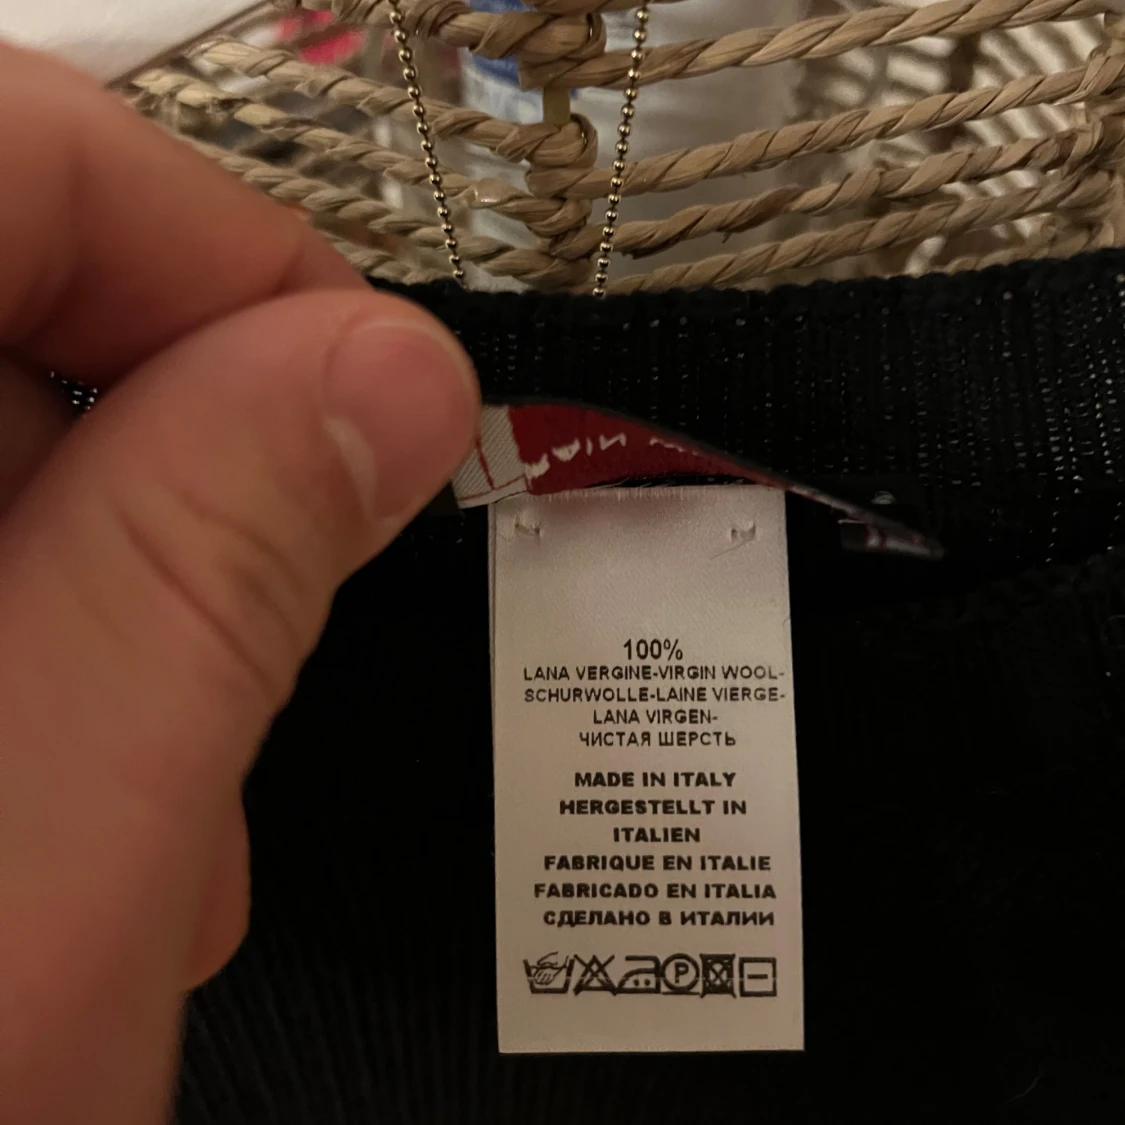 100%
LANA VERGINE-VIRGIN WOOL-
SCHURWOLLE-LAINE VIERGE-
LANA VIRGEN-
ЧИСТАЯ ШЕРСТЬ
MADE IN ITALY
HERGESTELLT IN
ITALIEN
FABRIQUE EN ITALIE
FABRICADO EN ITALIA
СДЕЛАНО В ИТАЛИИ
P